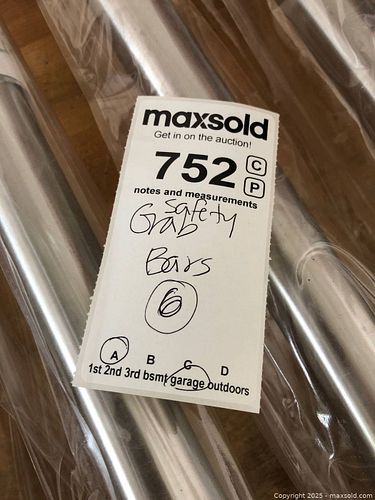 maxsold
Get in on the auction!
752 C
P
notes and measurements
safety
Grab
Bars
6
A B C D
1st 2nd 3rd bsmt garage outdoors
Copyright 2025 - maxsold.com